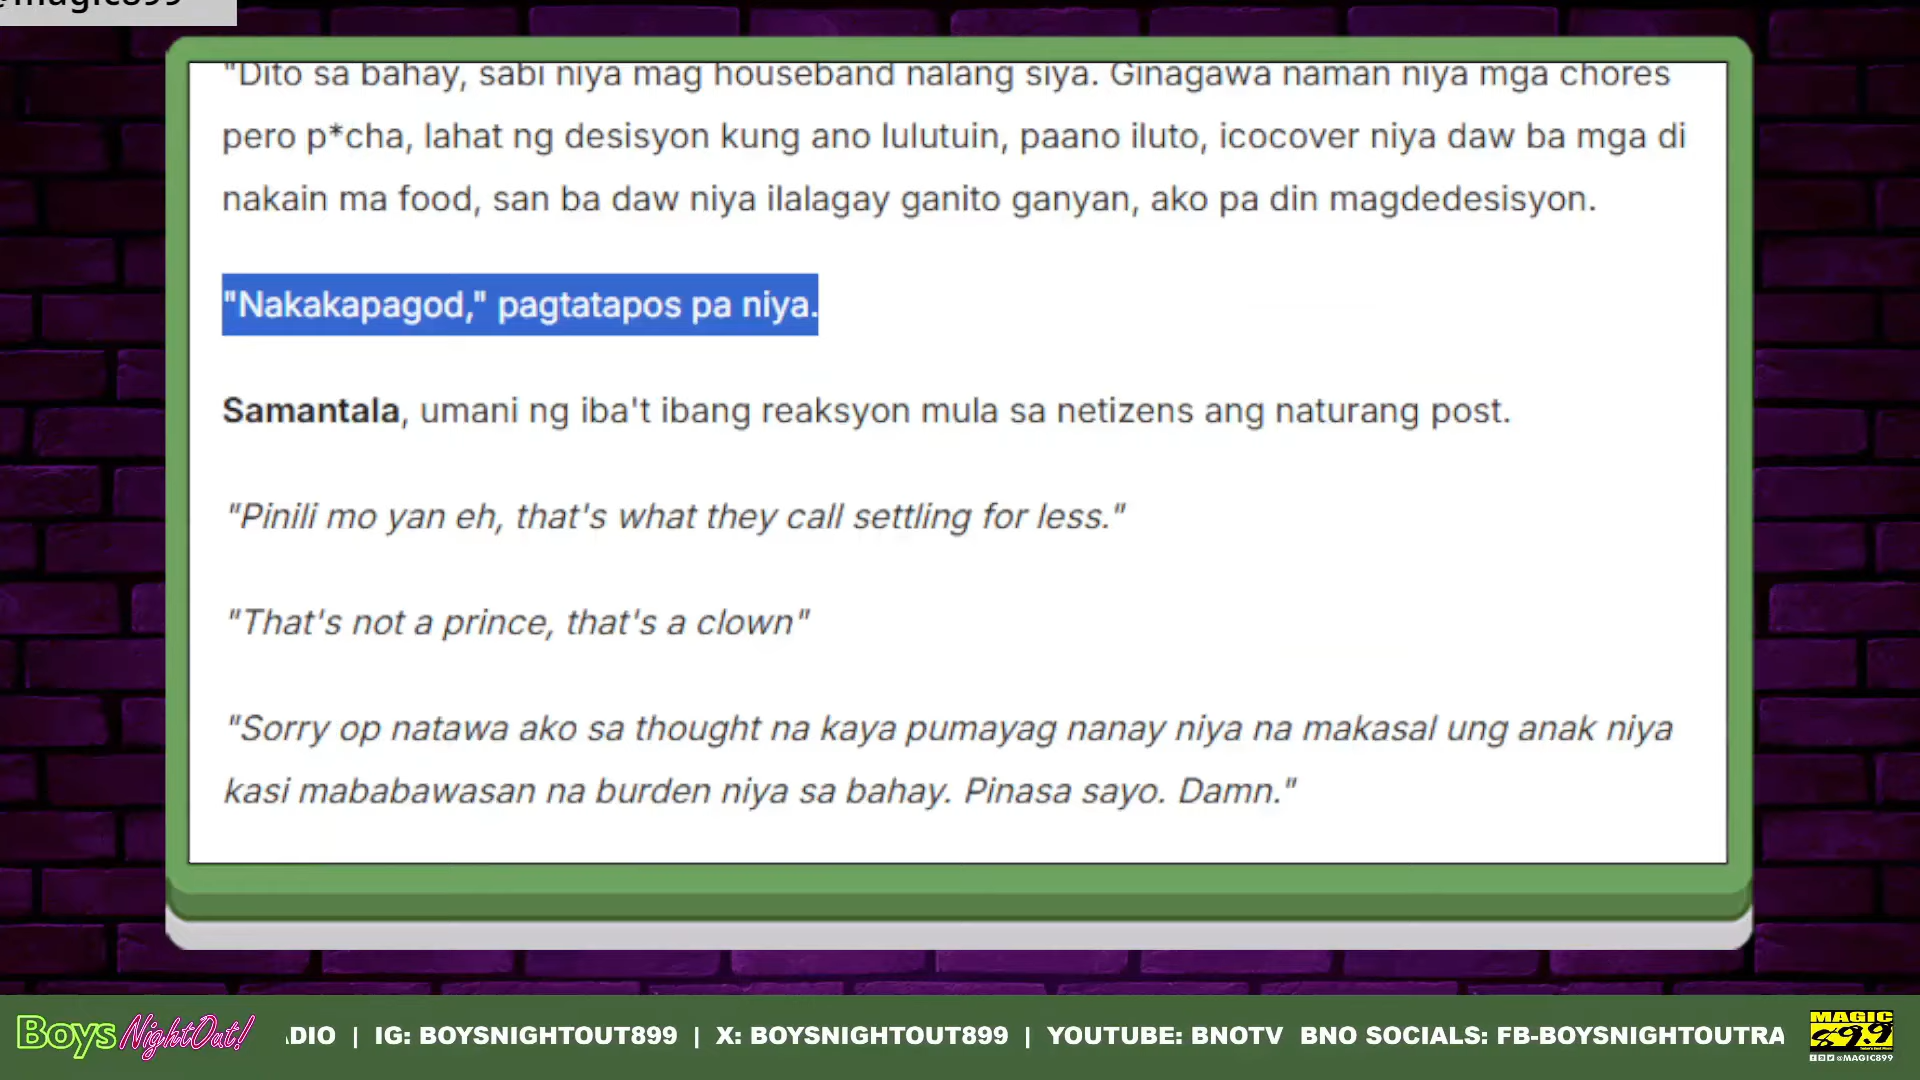 @magic899
"Dito sa bahay, sabi niya mag houseband nalang siya. Ginagawa naman niya mga chores
pero p*cha, lahat ng desisyon kung ano lulutuin, paano iluto, icocover niya daw ba mga di
nakain ma food, san ba daw niya ilalagay ganito ganyan, ako pa din magdedesisyon.
"Nakakapagod," pagtatapos pa niya.
Samantala, umani ng iba't ibang reaksyon mula sa netizens ang naturang post.
"Pinili mo yan eh, that's what they call settling for less."
"That's not a prince, that's a clown"
"Sorry op natawa ako sa thought na kaya pumayag nanay niya na makasal ung anak niya
kasi mababawasan na burden niya sa bahay. Pinasa sayo. Damn."
Boys NightOut! ADIO | IG: BOYSNIGHTOUT899 | X: BOYSNIGHTOUT899 | YOUTUBE: BNOTV BNO SOCIALS: FB-BOYSNIGHTOUTRA
MAGIC
89.9
@MAGIC899